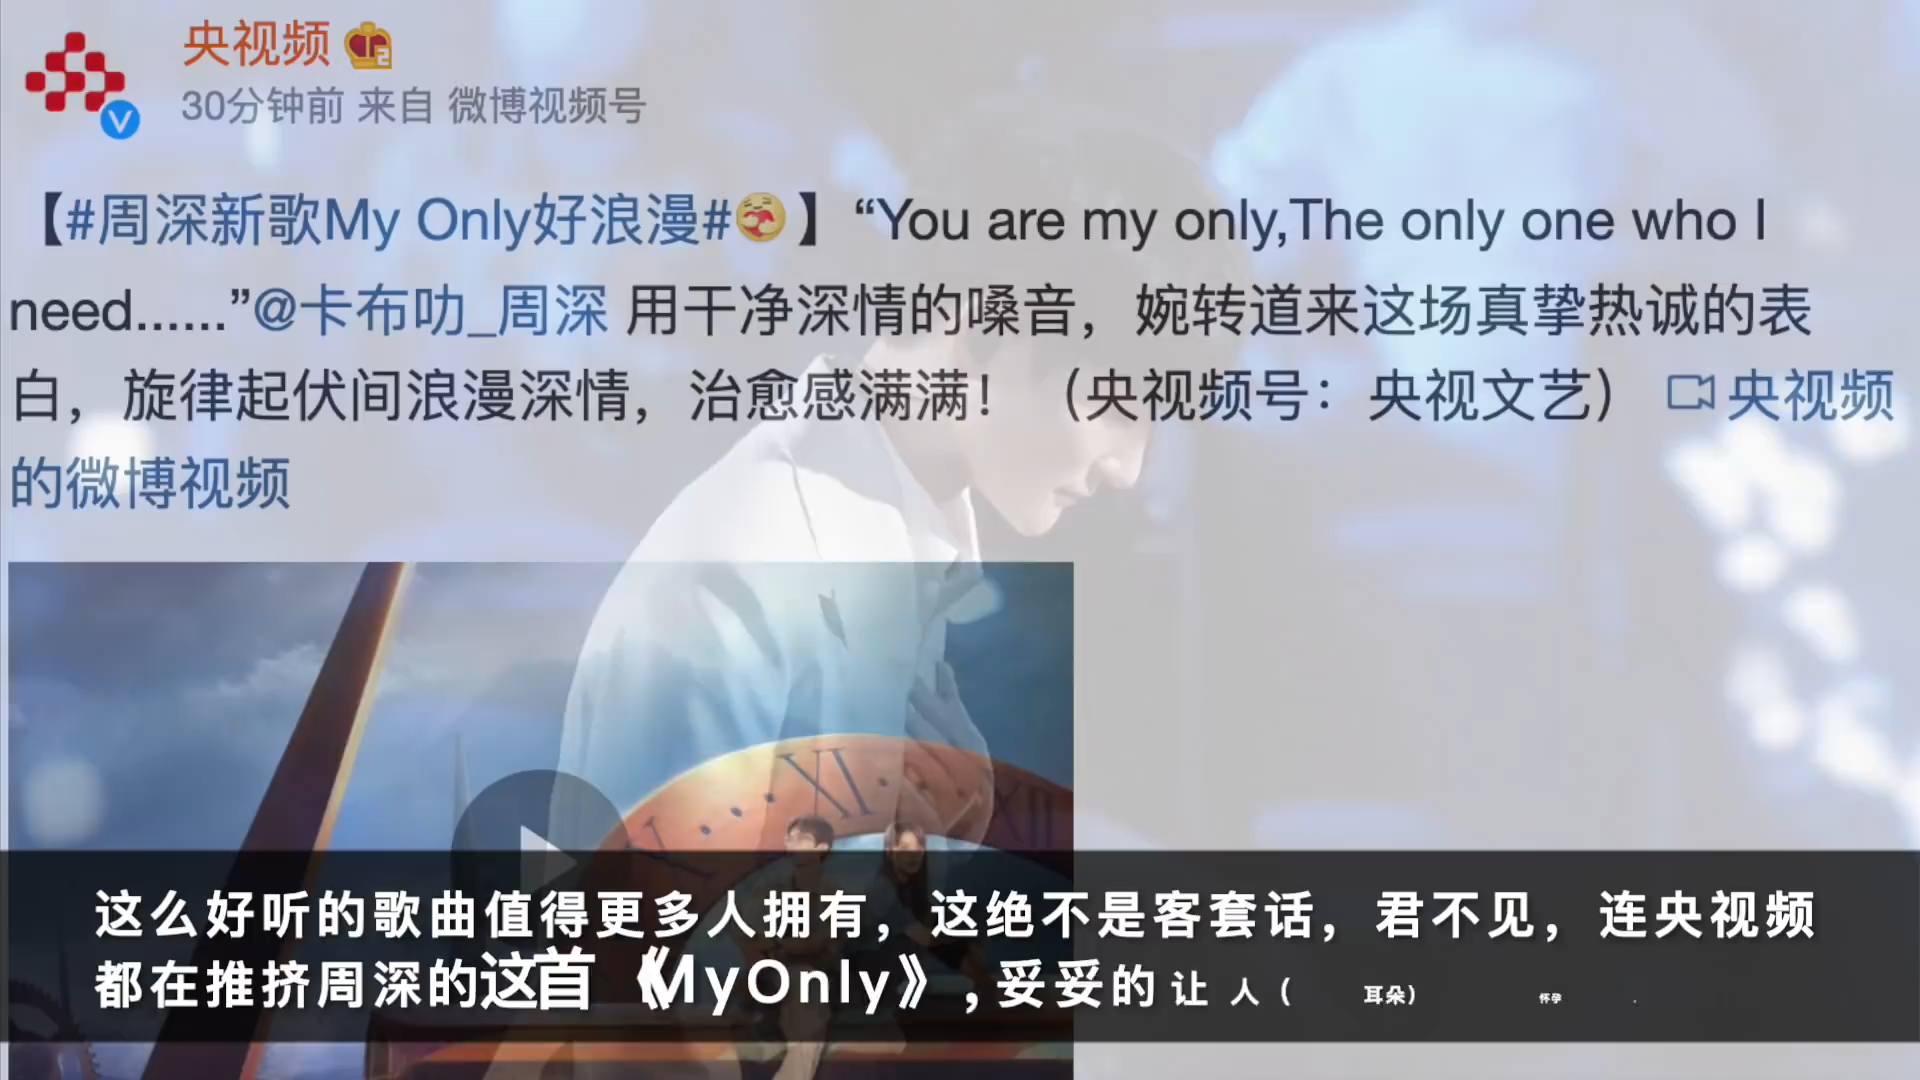 央视频
30分钟前 来自 微博视频号
【#周深新歌My Only好浪漫#】“You are my only,The only one who I
need......”@卡布叻_周深 用干净深情的嗓音，婉转道来这场真挚热诚的表
白，旋律起伏间浪漫深情，治愈感满满！（央视频号：央视文艺） 央视频
的微博视频
XI
XII
这么好听的歌曲值得更多人拥有，这绝不是客套话，君不见，连央视频
都在推挤周深的这首《MyOnly》,妥妥的让人（耳朵）怀孕.